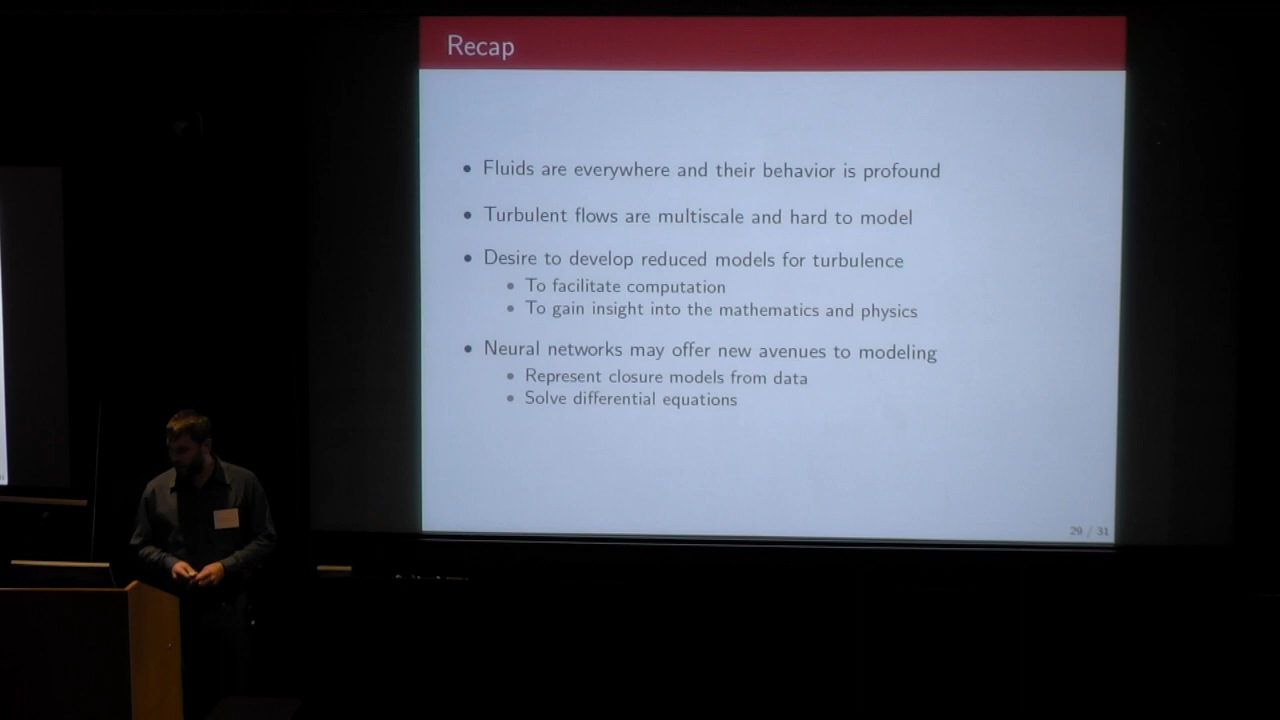 Recap
• Fluids are everywhere and their behavior is profound
• Turbulent flows are multiscale and hard to model
• Desire to develop reduced models for turbulence
• To facilitate computation
• To gain insight into the mathematics and physics
• Neural networks may offer new avenues to modeling
• Represent closure models from data
• Solve differential equations
29 / 31